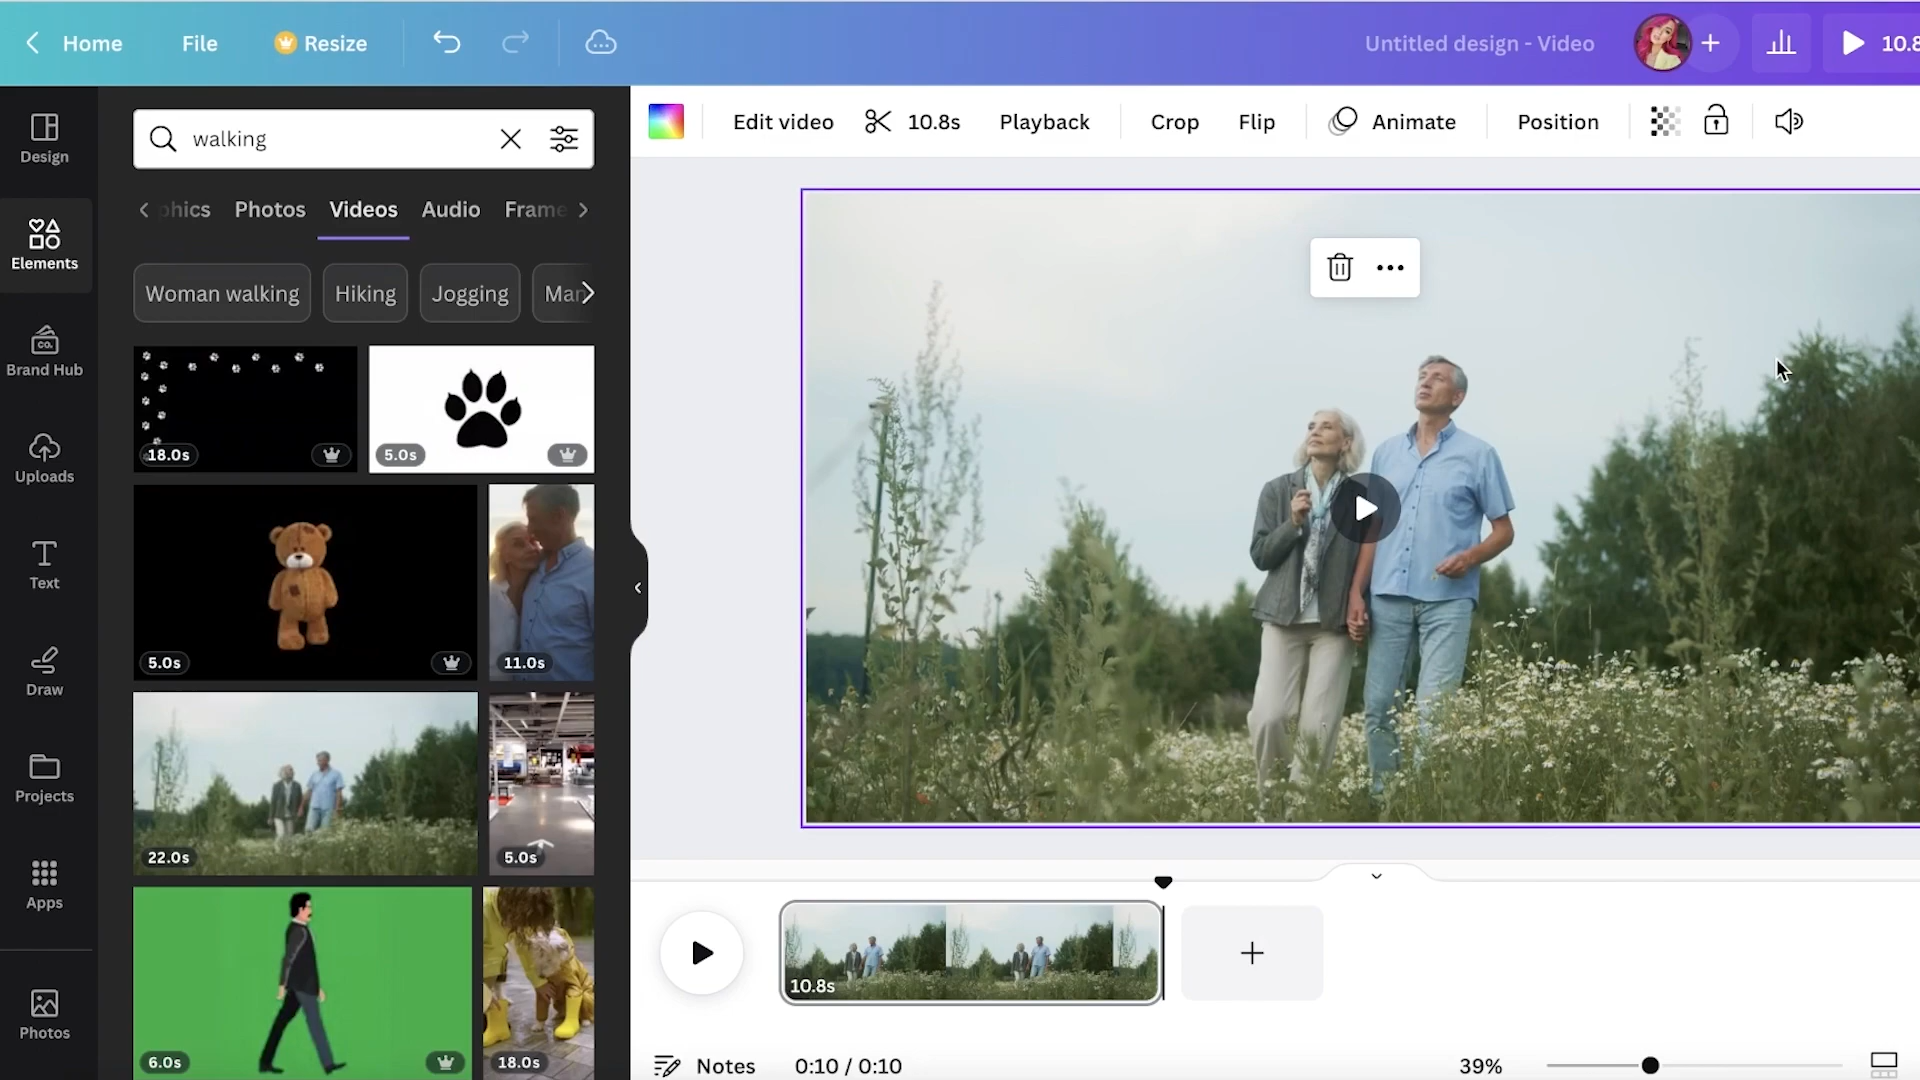 Home File Resize Untitled design - Video
Design
Elements
Brand Hub
CO.
Uploads
Text
Draw
Projects
Apps
Photos
walking
Photos Videos Audio
Woman walking Hiking Jogging
18.0s
5.0s
5.0s
11.0s
22.0s
5.0s
6.0s
18.0s
Edit video 10.8s Playback Crop Flip Animate Position
10.8s
Notes 0:10 / 0:10 39%